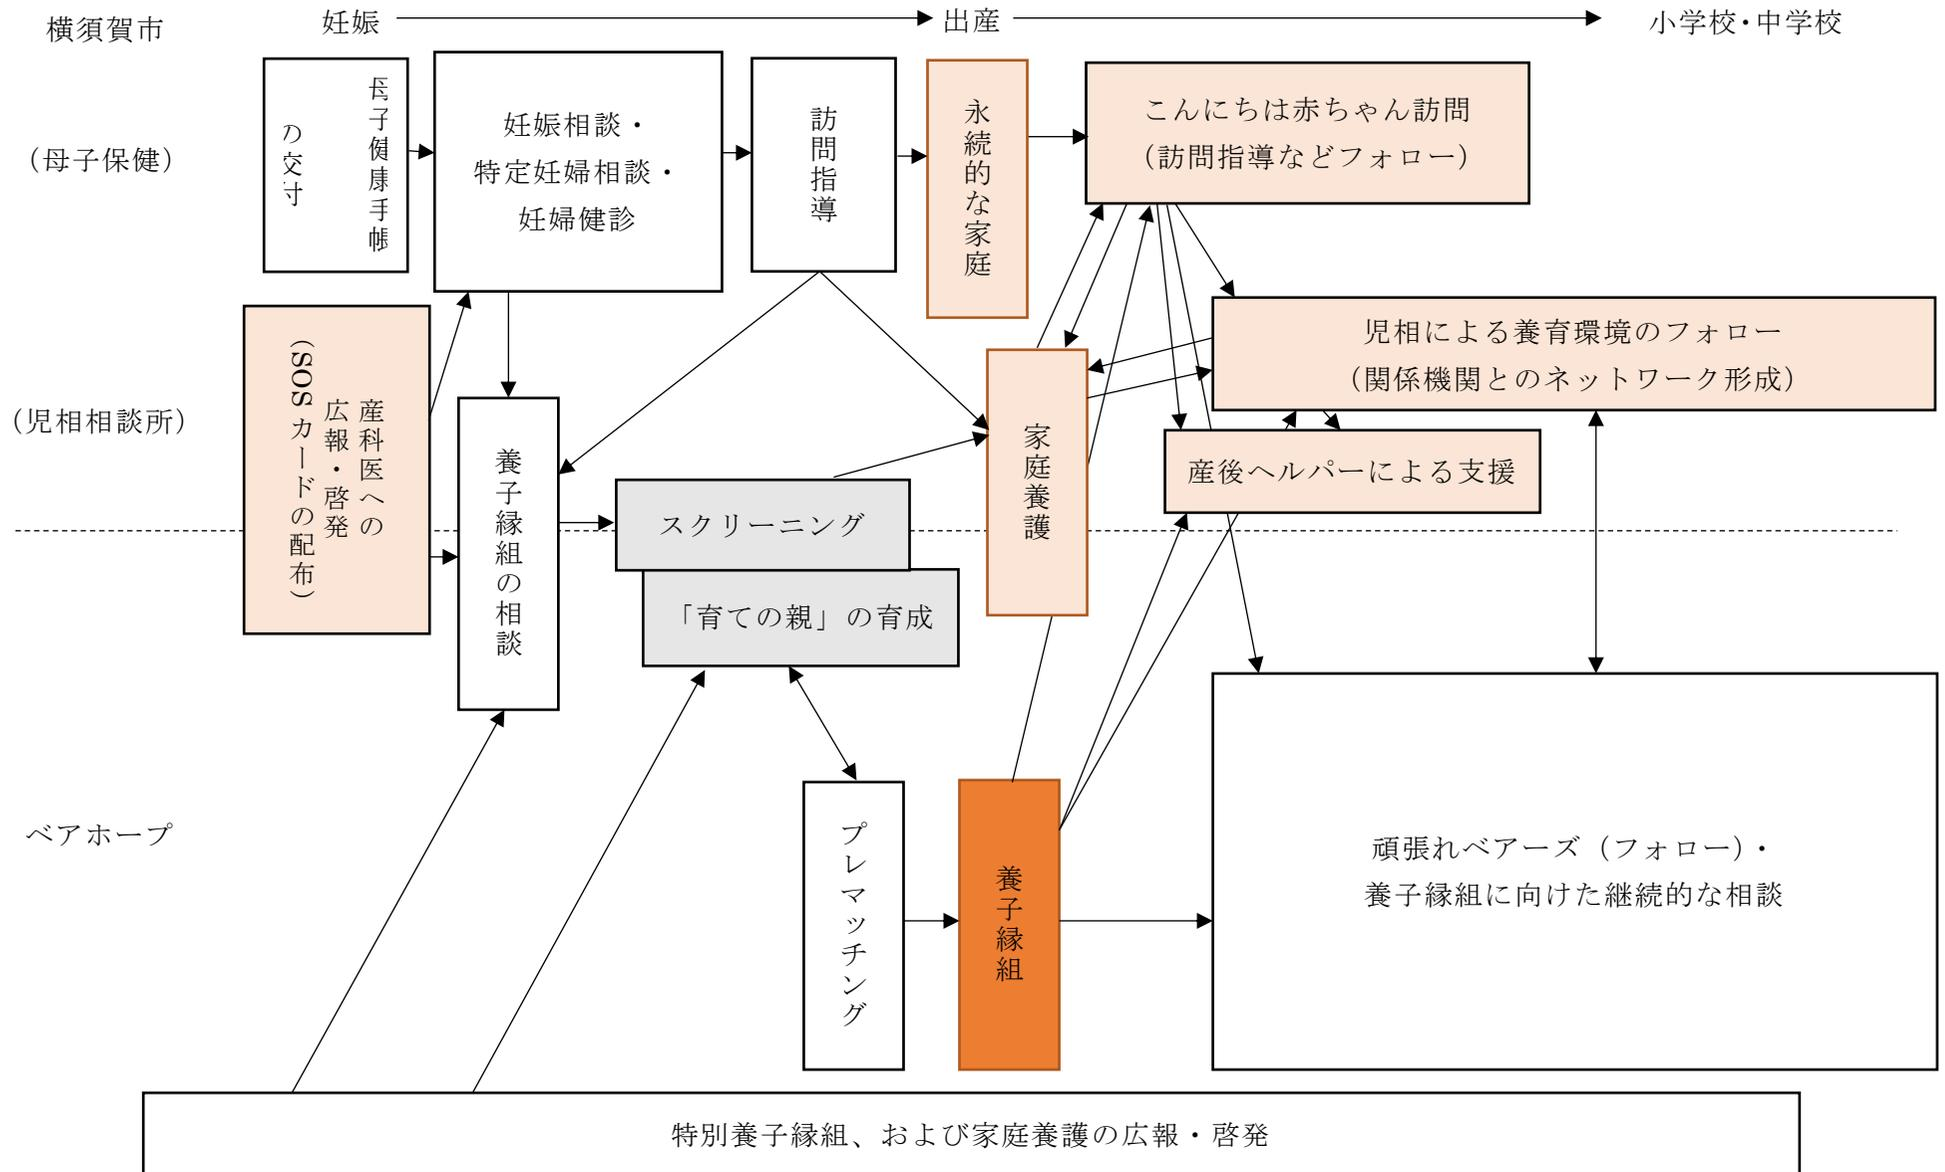 横須賀市
妊娠
出産
小学校・中学校
（母子保健）
母子健康手帳
の交付
妊娠相談・
特定妊婦相談・
妊婦健診
訪問指導
永続的な家庭
こんにちは赤ちゃん訪問
（訪問指導などフォロー）
（児相相談所）
産科医への
広報・啓発
（SOS カードの配布）
養子縁組の相談
スクリーニング
「育ての親」の育成
家庭養護
児相による養育環境のフォロー
（関係機関とのネットワーク形成）
産後ヘルパーによる支援
ベアホープ
プレマッチング
養子縁組
頑張れベアーズ（フォロー）・
養子縁組に向けた継続的な相談
特別養子縁組、および家庭養護の広報・啓発